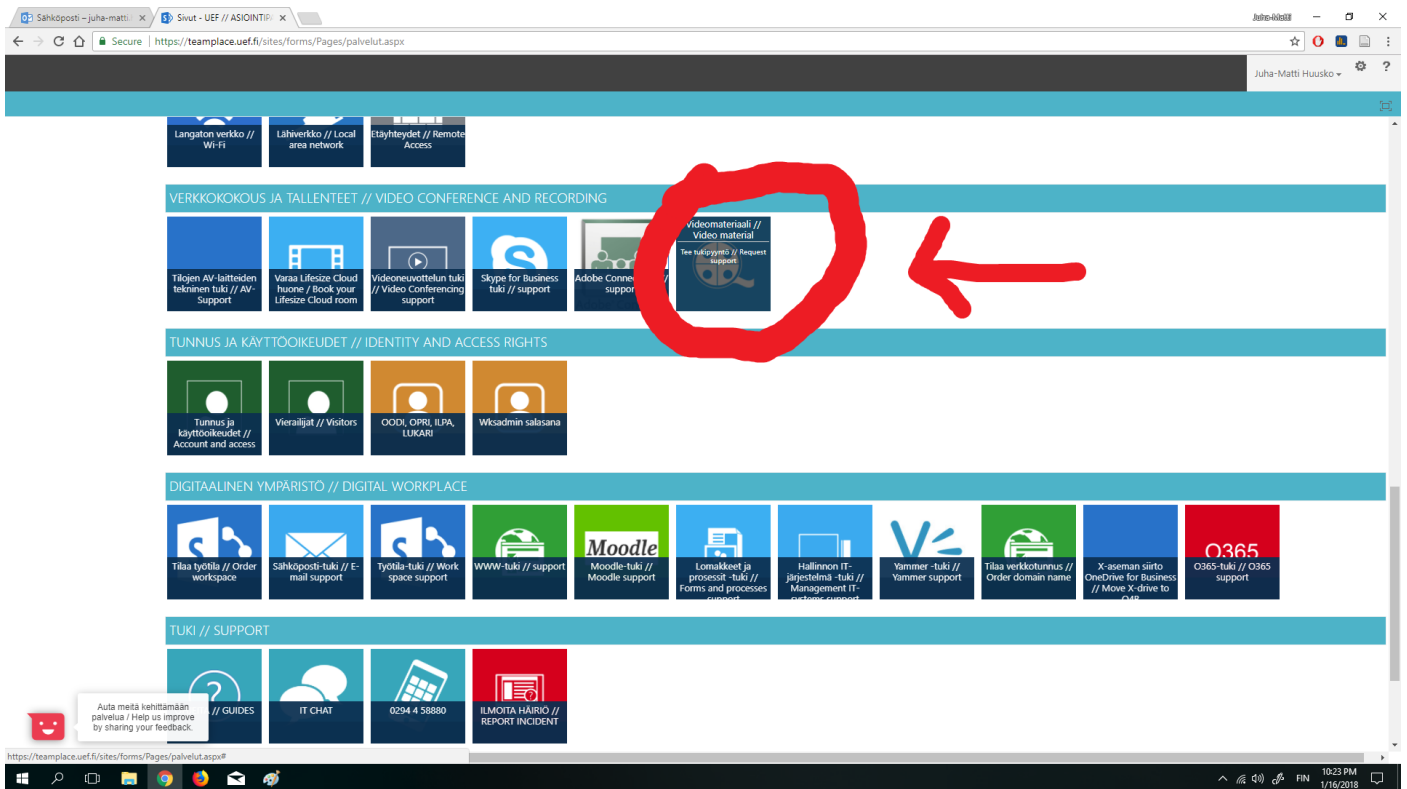 Sähköposti – juha-matti.
Sivut - UEF // ASIOINTIPA
Juha-Matti
Secure
https://teamplace.uef.fi/sites/forms/Pages/palvelut.aspx
Juha-Matti Huusko
?
Langaton verkko //
Wi-Fi
Lähiverkko // Local
area network
Etäyhteydet // Remote
Access
VERKKOKOKOUS JA TALLENTEET // VIDEO CONFERENCE AND RECORDING
Tilojen AV-laitteiden
tekninen tuki // AV-
Support
Varaa Lifesize Cloud
huone / Book your
Lifesize Cloud room
Videoneuvottelun tuki
// Video Conferencing
support
Skype for Business
tuki // support
Adobe Connec
support
Videomateriaali //
Video material
Tee tukipyyntö // Request
support
TUNNUS JA KÄYTTÖOIKEUDET // IDENTITY AND ACCESS RIGHTS
Tunnus ja
käyttöoikeudet //
Account and access
Vierailijat // Visitors
OODI, OPRI, ILPA,
LUKARI
Wksadmin salasana
DIGITAALINEN YMPÄRISTÖ // DIGITAL WORKPLACE
Tilaa työtila // Order
workspace
Sähköposti-tuki // E-
mail support
Työtila-tuki // Work
space support
WWW-tuki // support
Moodle
Moodle-tuki //
Moodle support
Lomakkeet ja
prosessit -tuki //
Forms and processes
support
Hallinnon IT-
järjestelmä -tuki //
Management IT-
systems support
Yammer -tuki //
Yammer support
Tilaa verkkotunnus //
Order domain name
X-aseman siirto
OneDrive for Business
// Move X-drive to
O4B
O365
O365-tuki // O365
support
TUKI // SUPPORT
// GUIDES
IT CHAT
0294 4 58880
ILMOITA HÄIRIÖ //
REPORT INCIDENT
Auta meitä kehittämään
palvelua / Help us improve
by sharing your feedback.
https://teamplace.uef.fi/sites/forms/Pages/palvelut.aspx#
FIN
10:23 PM
1/16/2018